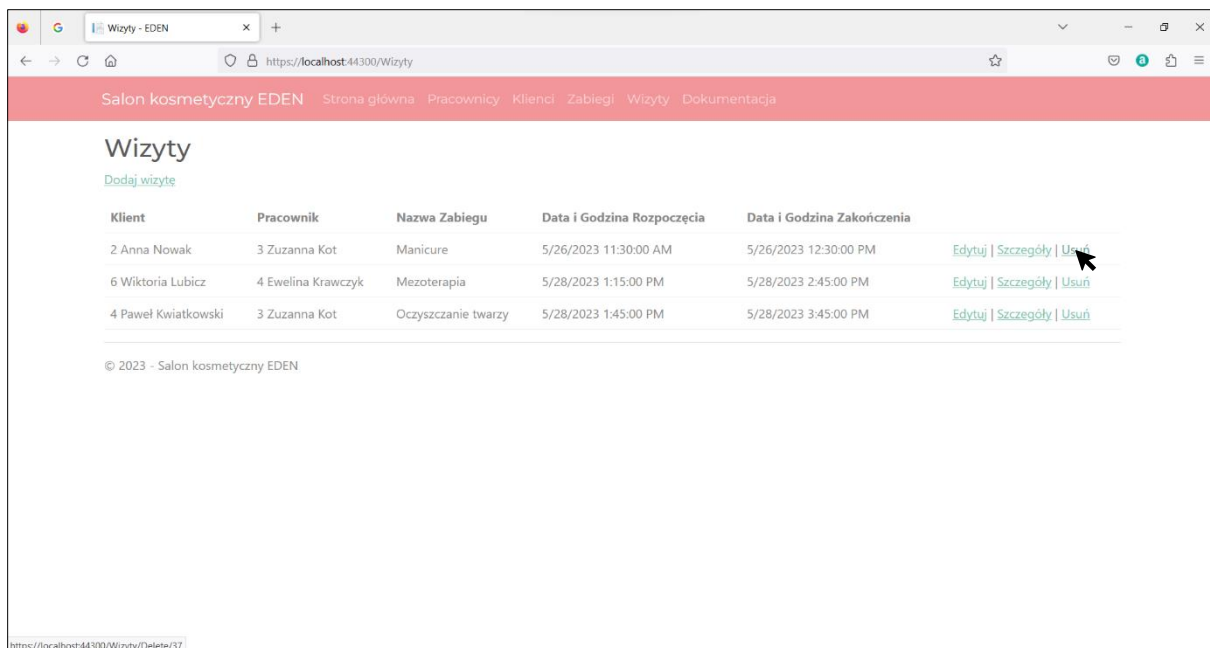 Wizyty - EDEN
https://localhost:44300/Wizyty
Salon kosmetyczny EDEN Strona główna Pracownicy Klienci Zabiegi Wizyty Dokumentacja
Wizyty
Dodaj wizytę
Klient Pracownik Nazwa Zabiegu Data i Godzina Rozpoczęcia Data i Godzina Zakończenia
2 Anna Nowak 3 Zuzanna Kot Manicure 5/26/2023 11:30:00 AM 5/26/2023 12:30:00 PM Edytuj | Szczegóły | Usuń
6 Wiktoria Lubicz 4 Ewelina Krawczyk Mezoterapia 5/28/2023 1:15:00 PM 5/28/2023 2:45:00 PM Edytuj | Szczegóły | Usuń
4 Paweł Kwiatkowski 3 Zuzanna Kot Oczyszczanie twarzy 5/28/2023 1:45:00 PM 5/28/2023 3:45:00 PM Edytuj | Szczegóły | Usuń
© 2023 - Salon kosmetyczny EDEN
https://localhost:44300/Wizyty/Delete/37